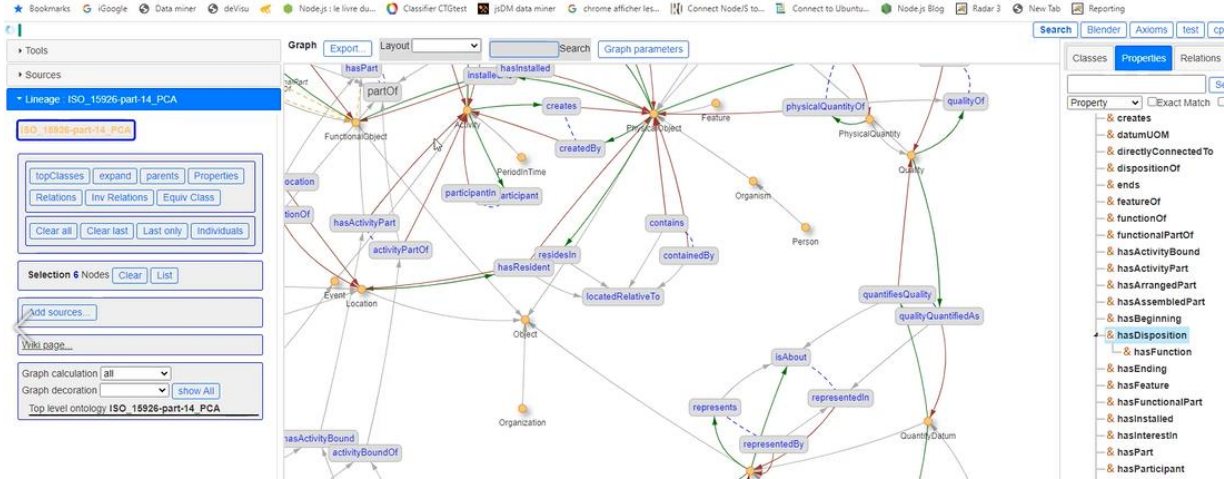 Bookmarks iGoogle Data miner deVisu Node.js : le livre du... Classifier CTGtest jsDM data miner chrome afficher les... Connect NodeJS to... Connect to Ubuntu... Node.js Blog Radar 3 New Tab Reporting
Search Blender Axioms test
Tools
Sources
Lineage : ISO_15926-part-14_PCA
ISO_15926-part-14_PCA
topClasses expand parents Properties
Relations Inv Relations Equiv Class
Clear all Clear last Last only Individuals
Selection 6 Nodes Clear List
Add sources...
Wiki page...
Graph calculation all
Graph decoration show All
Top level ontology ISO_15926-part-14_PCA
Graph Export... Layout Search Graph parameters
hasPart
hasInstalled
partOf
creates
Feature
physicalQuantityOf
qualityOf
FunctionalObject
Activity
PhysicalObject
PhysicalQuantity
createdBy
PeriodInTime
Quality
participantIn
Organism
hasActivityPart
contains
Person
activityPartOf
residesIn
containedBy
hasResident
Event
Location
locatedRelativeTo
quantifiesQuality
qualityQuantifiedAs
Object
isAbout
representedIn
represents
Organization
hasActivityBound
representedBy
QuantityDatum
activityBoundOf
Classes Properties Relations
Property Exact Match
creates
datumUOM
directlyConnectedTo
dispositionOf
ends
featureOf
functionOf
functionalPartOf
hasActivityBound
hasActivityPart
hasArrangedPart
hasAssembledPart
hasBeginning
hasDisposition
hasFunction
hasEnding
hasFeature
hasFunctionalPart
hasInstalled
hasInterestIn
hasPart
hasParticipant